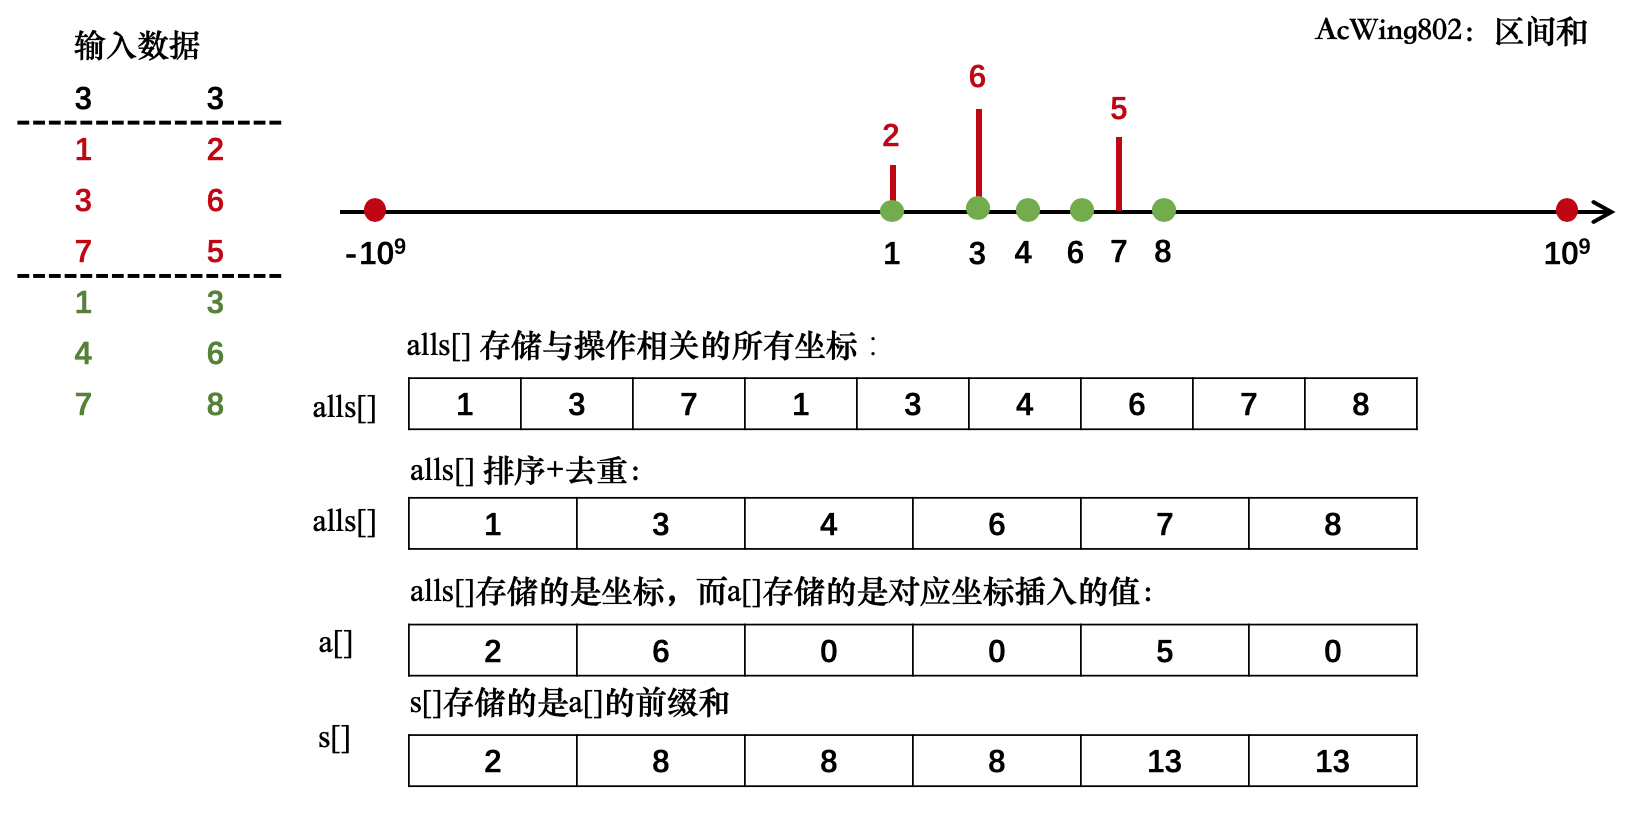 AcWing802：区间和
输入数据
3 3
1 2
3 6
7 5
1 3
4 6
7 8
6
5
2
-10⁹ 1 3 4 6 7 8 10⁹
alls[] 存储与操作相关的所有坐标：
alls[] 1 3 7 1 3 4 6 7 8
alls[] 排序+去重：
alls[] 1 3 4 6 7 8
alls[]存储的是坐标，而a[]存储的是对应坐标插入的值：
a[] 2 6 0 0 5 0
s[]存储的是a[]的前缀和
s[] 2 8 8 8 13 13